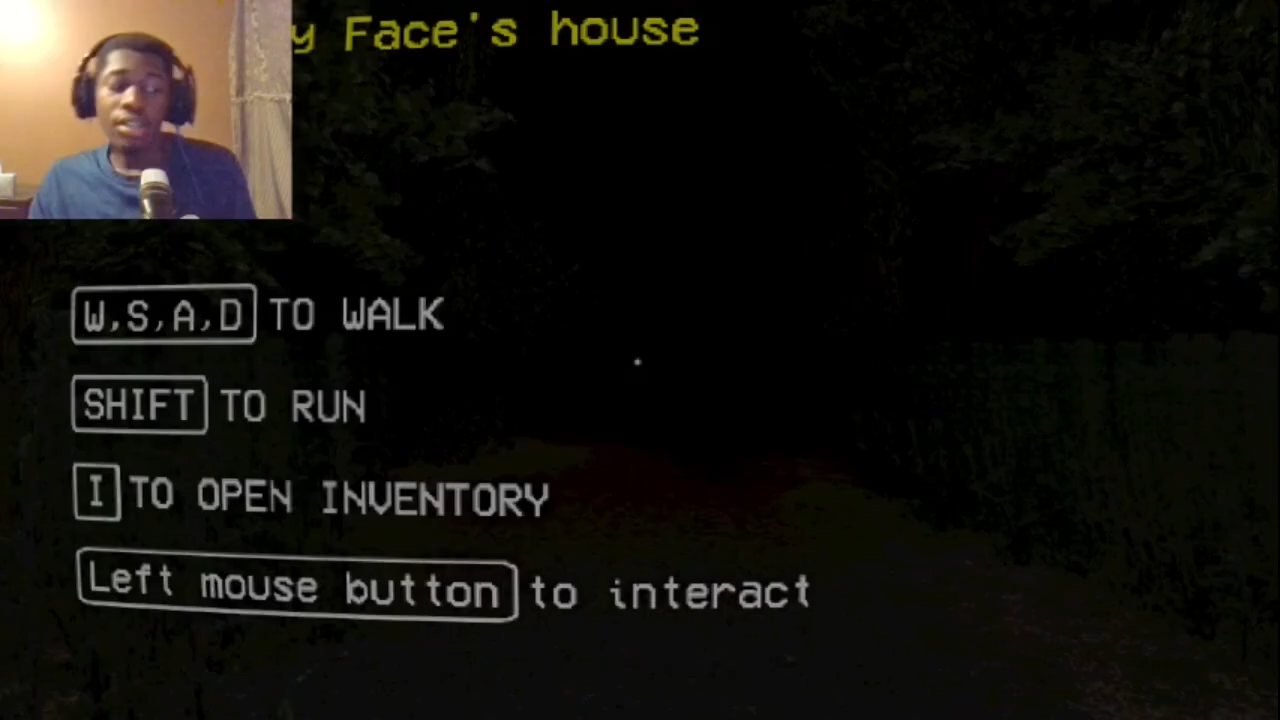 y Face's house
W,S,A,D TO WALK
SHIFT TO RUN
I TO OPEN INVENTORY
Left mouse button to interact